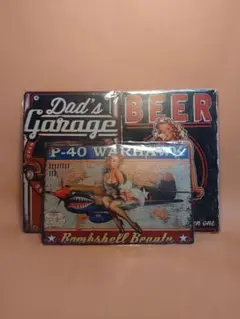 Dad's
Garage
BEER
P-40 WARHAWK
Bombshell Beauty